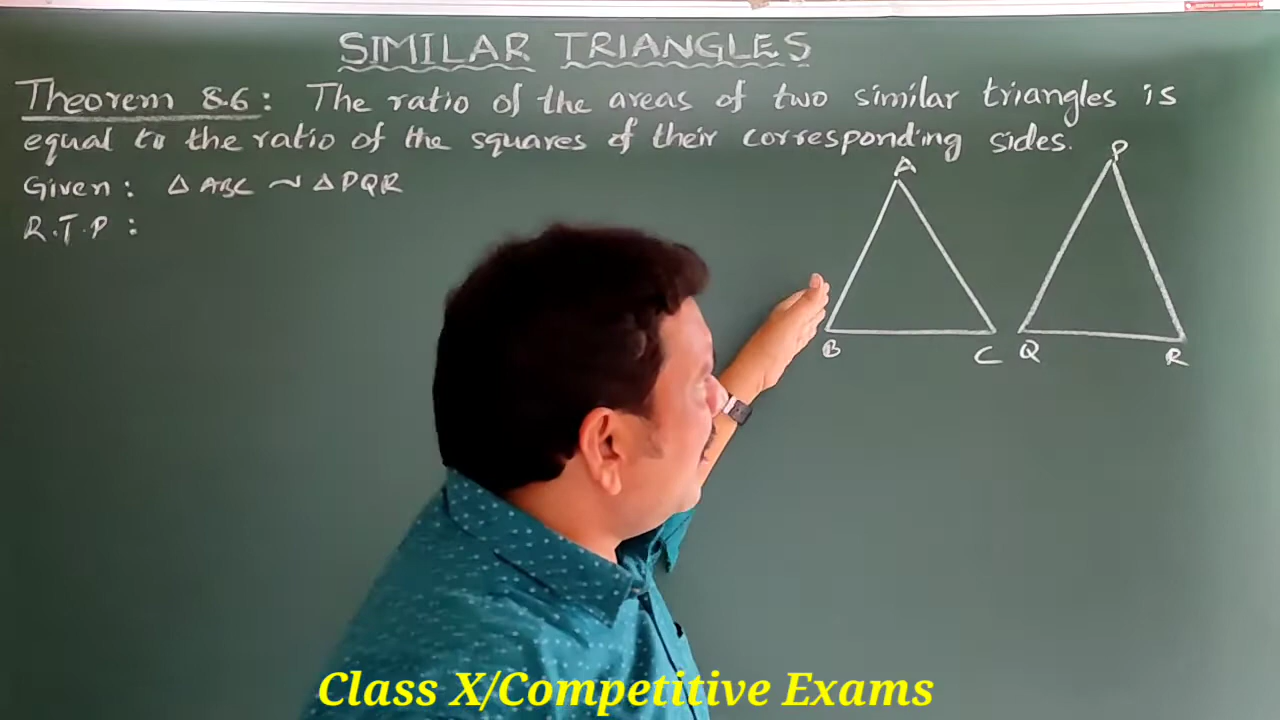 SIMILAR TRIANGLES
Theorem 8.6: The ratio of the areas of two similar triangles is
equal to the ratio of the squares of their corresponding sides.
Given: △ ABC ~ △ PQR
R.T.P :
A
P
B
C
Q
R
Class X/Competitive Exams